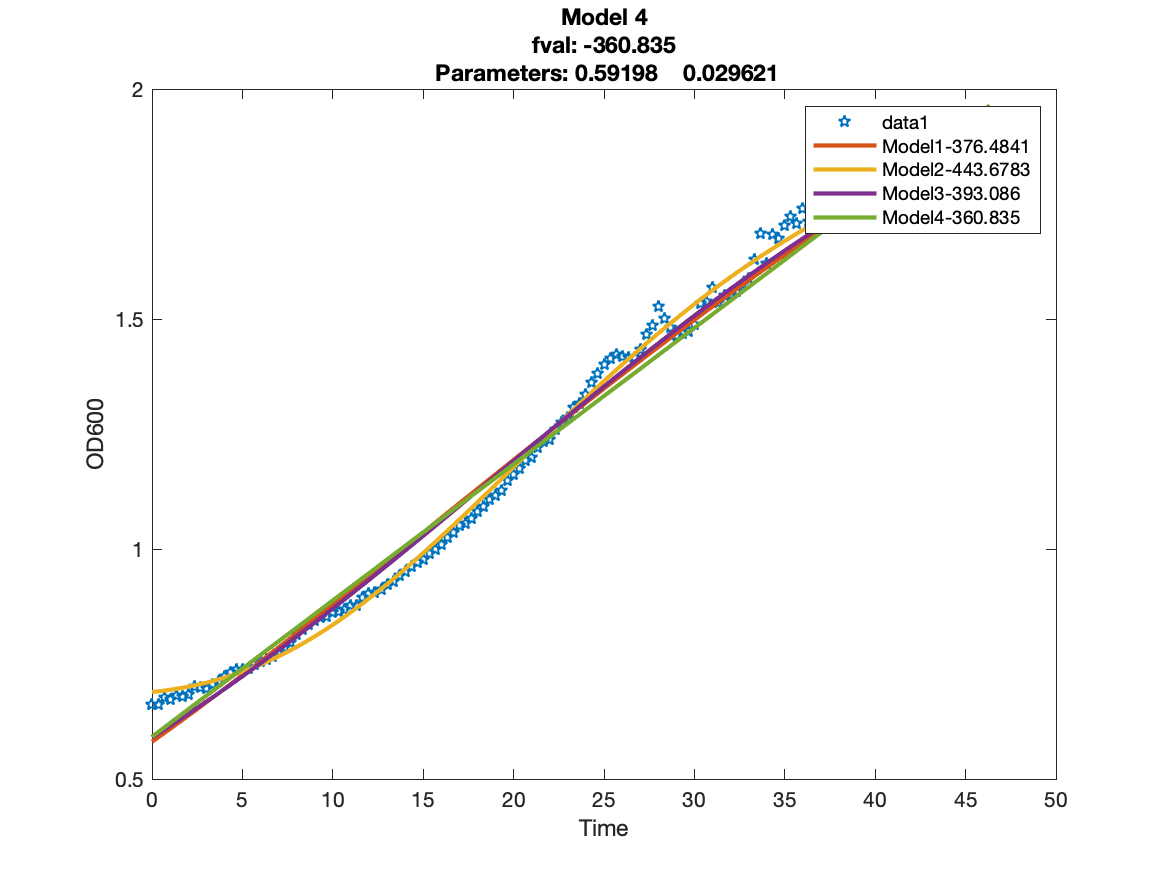 Model 4
fval: -360.835
Parameters: 0.59198 0.029621
2
data1
Model1-376.4841
Model2-443.6783
Model3-393.086
Model4-360.835
1.5
OD600
1
0.5
0 5 10 15 20 25 30 35 40 45 50
Time